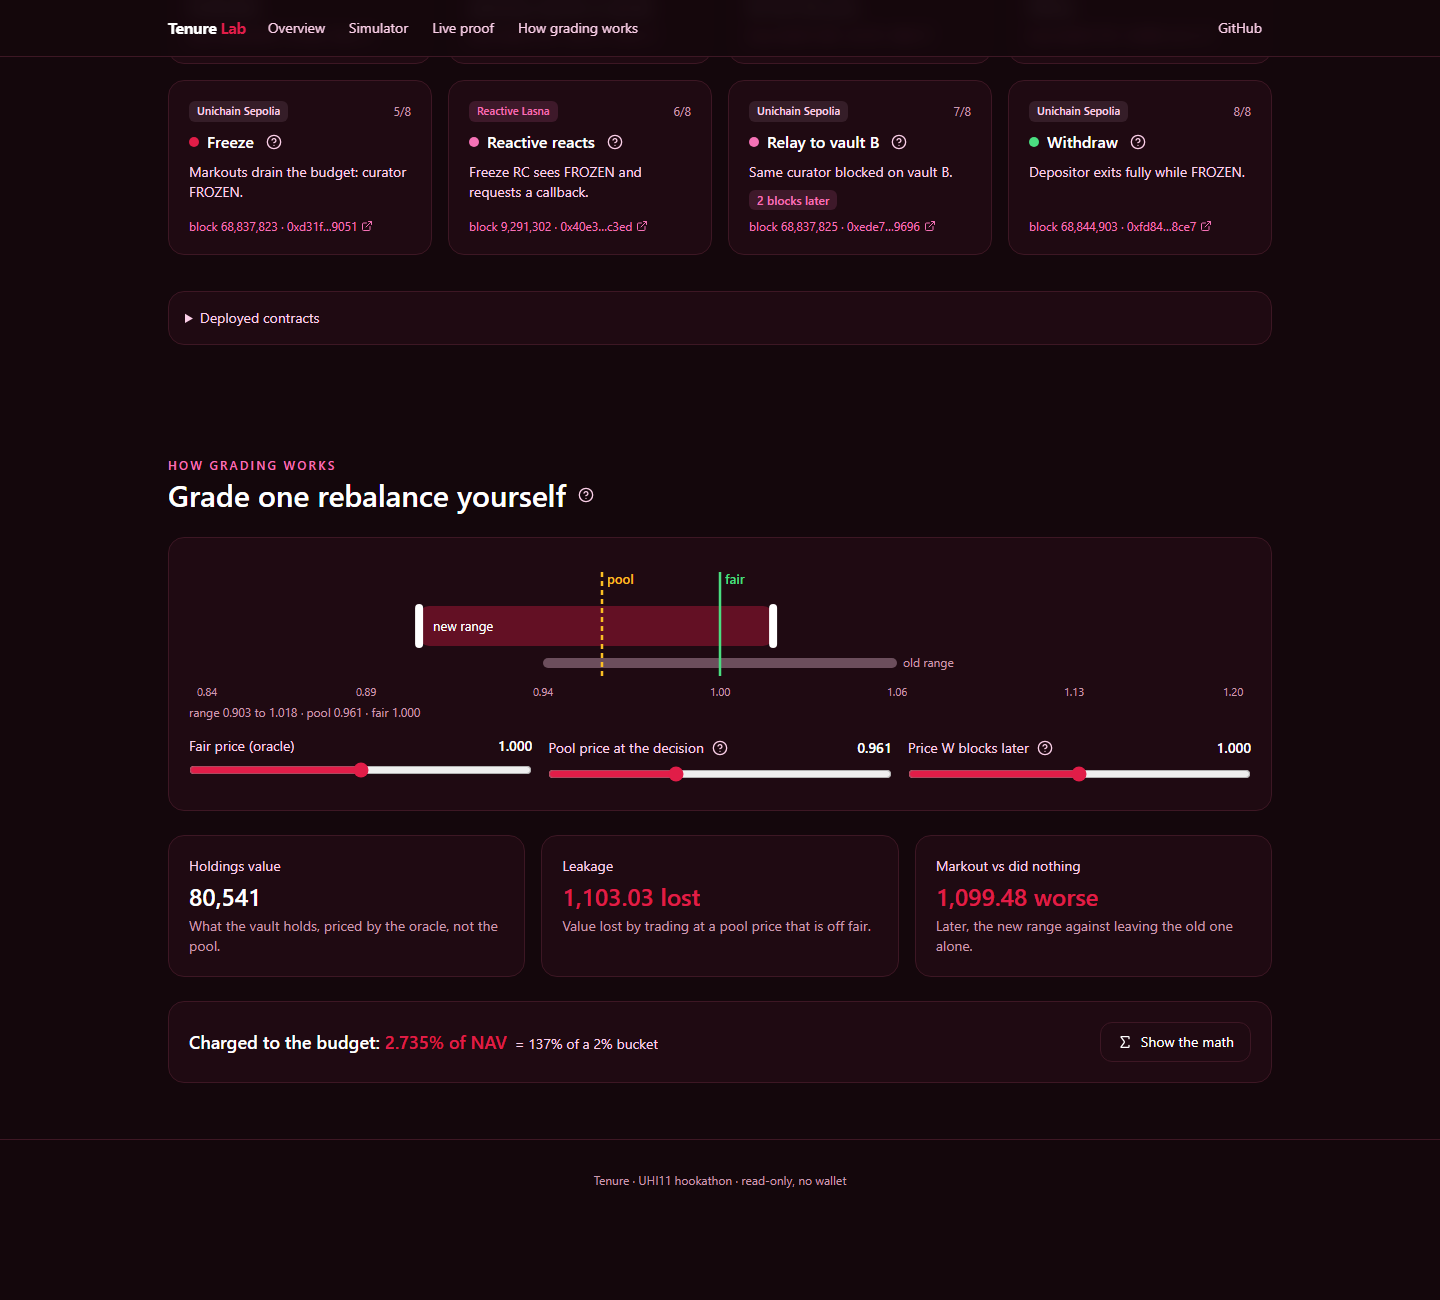 Tenure Lab Overview Simulator Live proof How grading works GitHub
Unichain Sepolia 5/8
Freeze
Markouts drain the budget: curator
FROZEN.
block 68,837,823 · 0xd31f...9051
Reactive Lasna 6/8
Reactive reacts
Freeze RC sees FROZEN and
requests a callback.
block 9,291,302 · 0x40e3...c3ed
Unichain Sepolia 7/8
Relay to vault B
Same curator blocked on vault B.
2 blocks later
block 68,837,825 · 0xede7...9696
Unichain Sepolia 8/8
Withdraw
Depositor exits fully while FROZEN.
block 68,844,903 · 0xfd84...8ce7
Deployed contracts
HOW GRADING WORKS
Grade one rebalance yourself
pool fair
new range
old range
0.84 0.89 0.94 1.00 1.06 1.13 1.20
range 0.903 to 1.018 · pool 0.961 · fair 1.000
Fair price (oracle) 1.000
Pool price at the decision 0.961
Price W blocks later 1.000
Holdings value
80,541
What the vault holds, priced by the oracle, not the
pool.
Leakage
1,103.03 lost
Value lost by trading at a pool price that is off fair.
Markout vs did nothing
1,099.48 worse
Later, the new range against leaving the old one
alone.
Charged to the budget: 2.735% of NAV = 137% of a 2% bucket
Σ Show the math
Tenure · UHI11 hookathon · read-only, no wallet